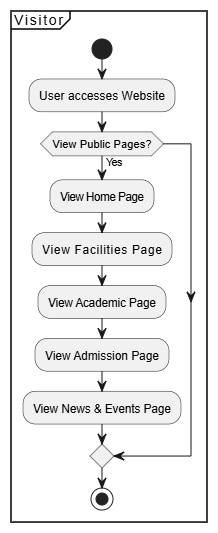 Visitor
User accesses Website
View Public Pages?
Yes
View Home Page
View Facilities Page
View Academic Page
View Admission Page
View News & Events Page